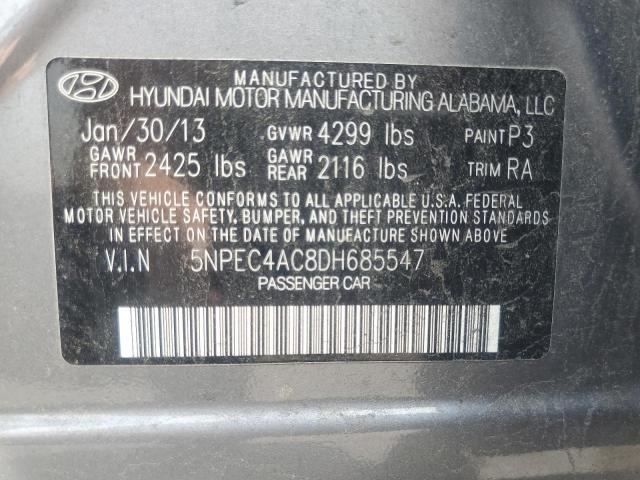 MANUFACTURED BY
HYUNDAI MOTOR MANUFACTURING ALABAMA, LLC
Jan/30/13 GVWR 4299 lbs PAINT P3
GAWR FRONT 2425 lbs GAWR REAR 2116 lbs TRIM RA
THIS VEHICLE CONFORMS TO ALL APPLICABLE U.S.A. FEDERAL
MOTOR VEHICLE SAFETY, BUMPER, AND THEFT PREVENTION STANDARDS
IN EFFECT ON THE DATE OF MANUFACTURE SHOWN ABOVE
V.I.N 5NPEC4AC8DH685547
PASSENGER CAR